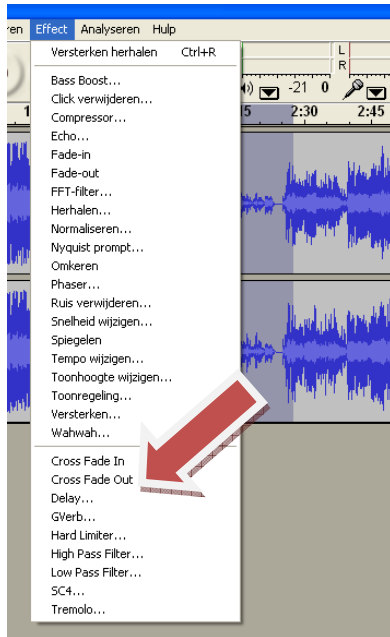 ren Effect Analyseren Hulp
Versterken herhalen Ctrl+R
L
R
-21 0
1
15 2:30 2:45
Bass Boost...
Click verwijderen...
Compressor...
Echo...
Fade-in
Fade-out
FFT-filter...
Herhalen...
Normaliseren...
Nyquist prompt...
Omkeren
Phaser...
Ruis verwijderen...
Snelheid wijzigen...
Spiegelen
Tempo wijzigen...
Toonhoogte wijzigen...
Toonregeling...
Versterken...
Wahwah...
Cross Fade In
Cross Fade Out
Delay...
GVerb...
Hard Limiter...
High Pass Filter...
Low Pass Filter...
SC4...
Tremolo...